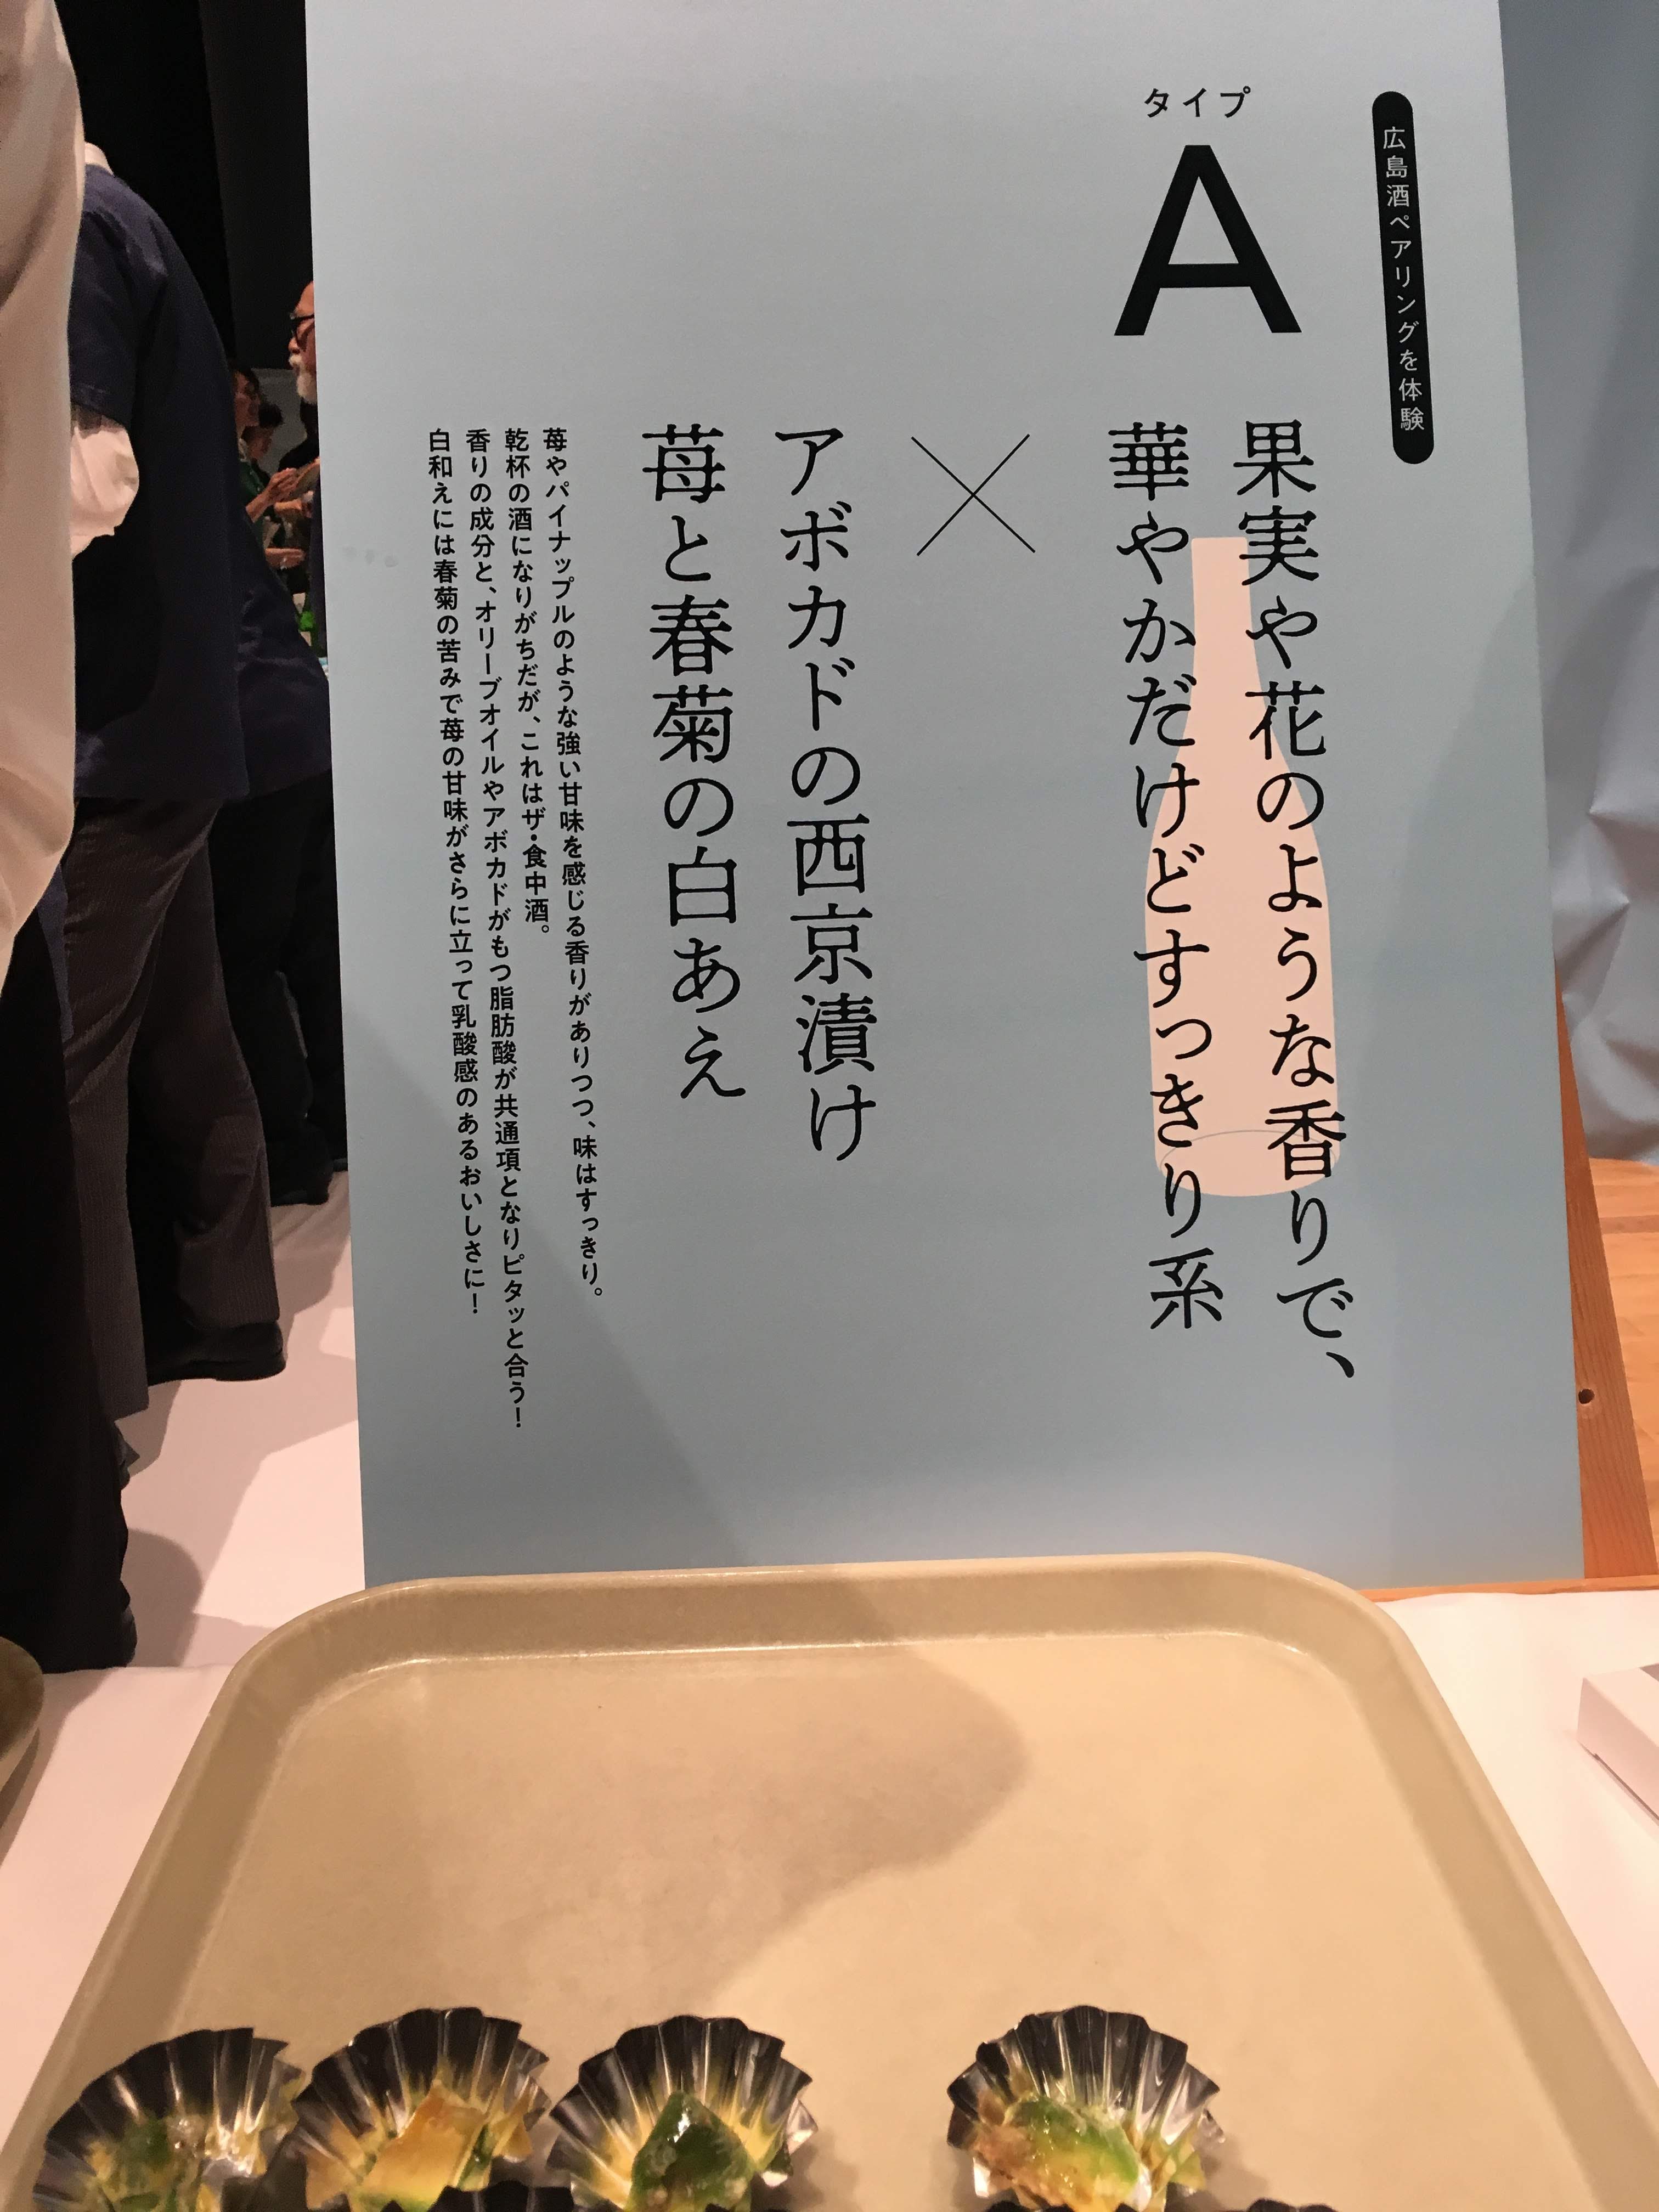 広島酒ペアリングを体験
タイプ
A
果実や花のような香りで、
華やかだけどすっきり系
×
アボカドの西京漬け
苺と春菊の白あえ
苺やパイナップルのような強い甘味を感じる香りがありつつ、味はすっきり。
乾杯の酒になりがちだが、これはザ・食中酒。
香りの成分と、オリーブオイルやアボカドがもつ脂肪酸が共通項となりピタッと合う!
白和えには春菊の苦みで苺の甘味がさらに立って乳酸感のあるおいしさに!